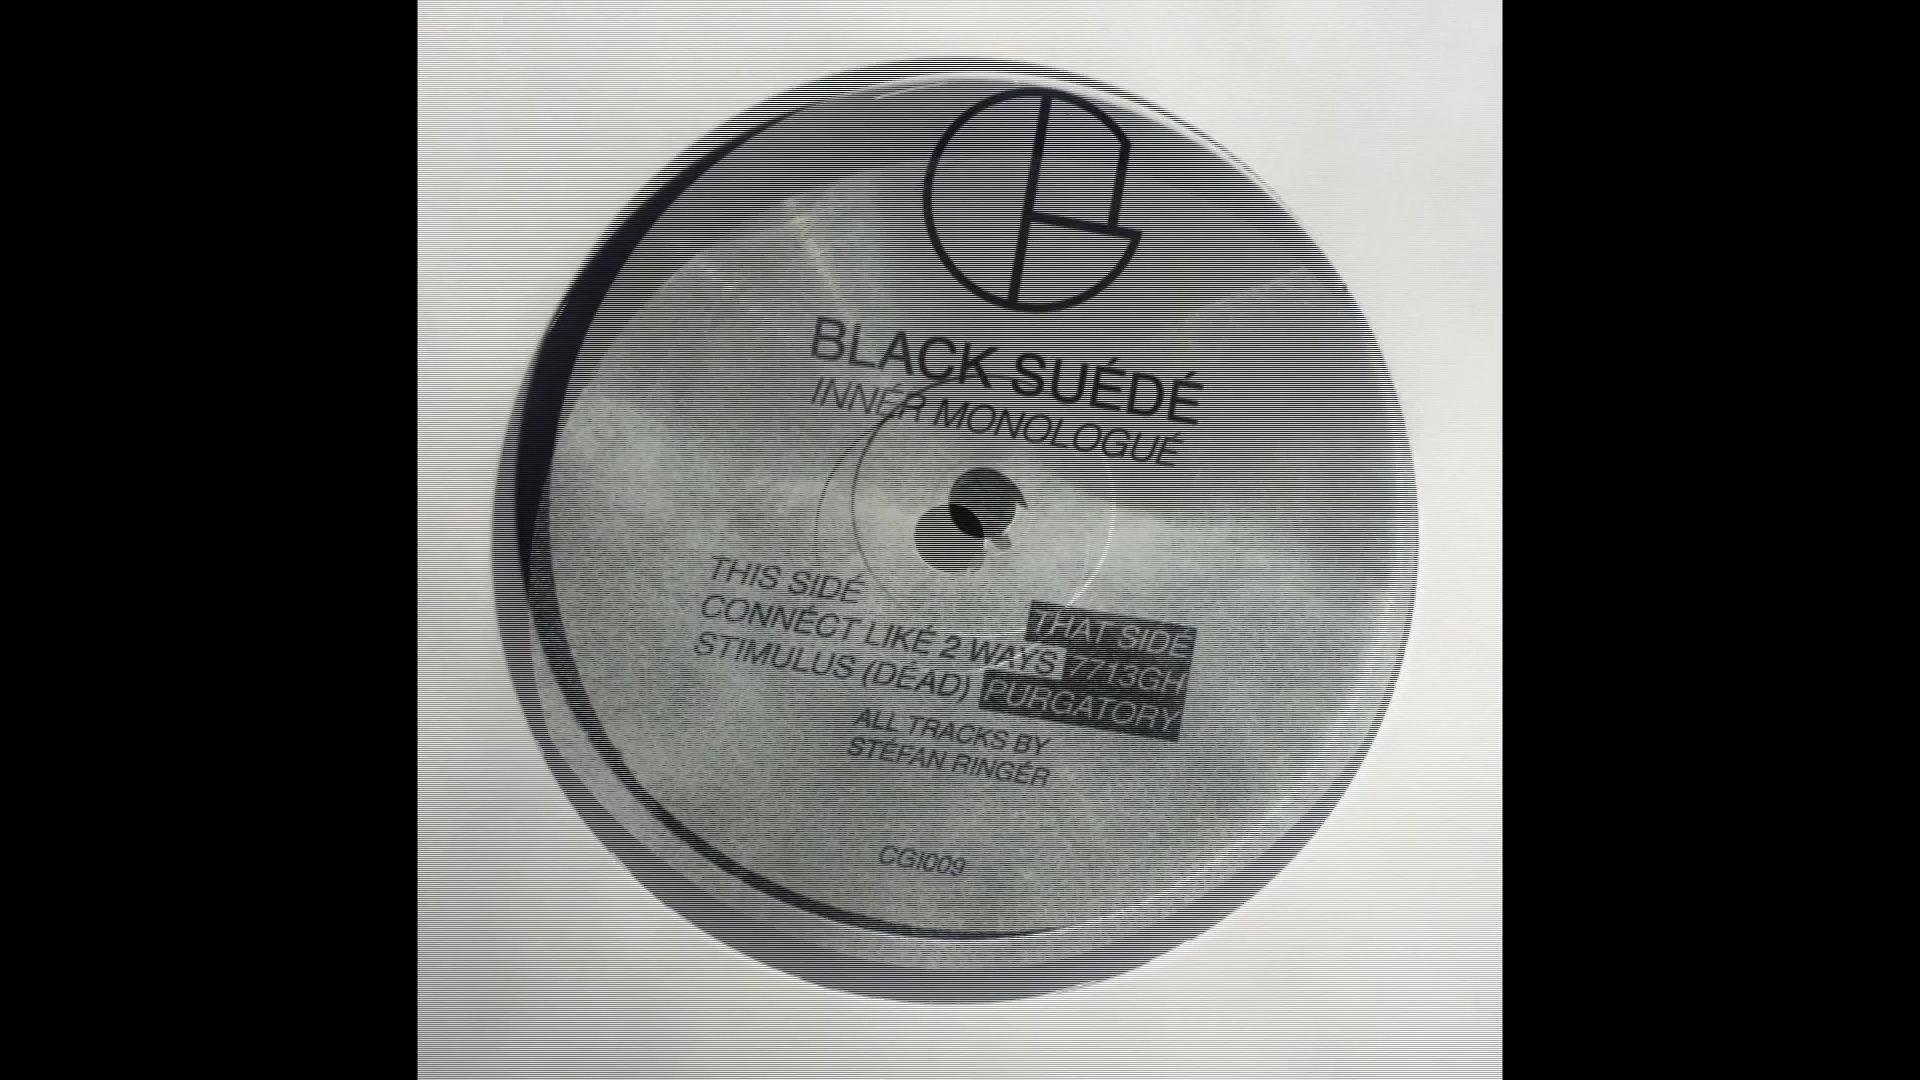 BLACK SUÉDÉ
INNÉR MONOLOGUÉ
THIS SIDÉ
CONNÉCT LIKÉ 2 WAYS
STIMULUS (DÉAD)
THAT SIDÉ
7713GH
PURGATORY
ALL TRACKS BY
STÉFAN RINGÉR
CGI009